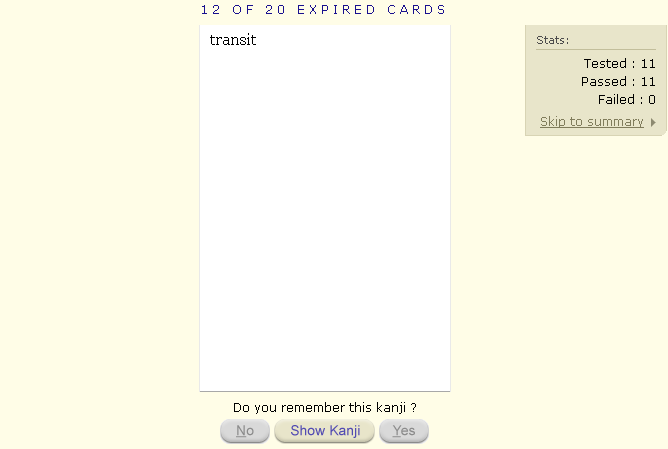 12 OF 20 EXPIRED CARDS
transit
Stats:
Tested : 11
Passed : 11
Failed : 0
Skip to summary
Do you remember this kanji ?
No Show Kanji Yes